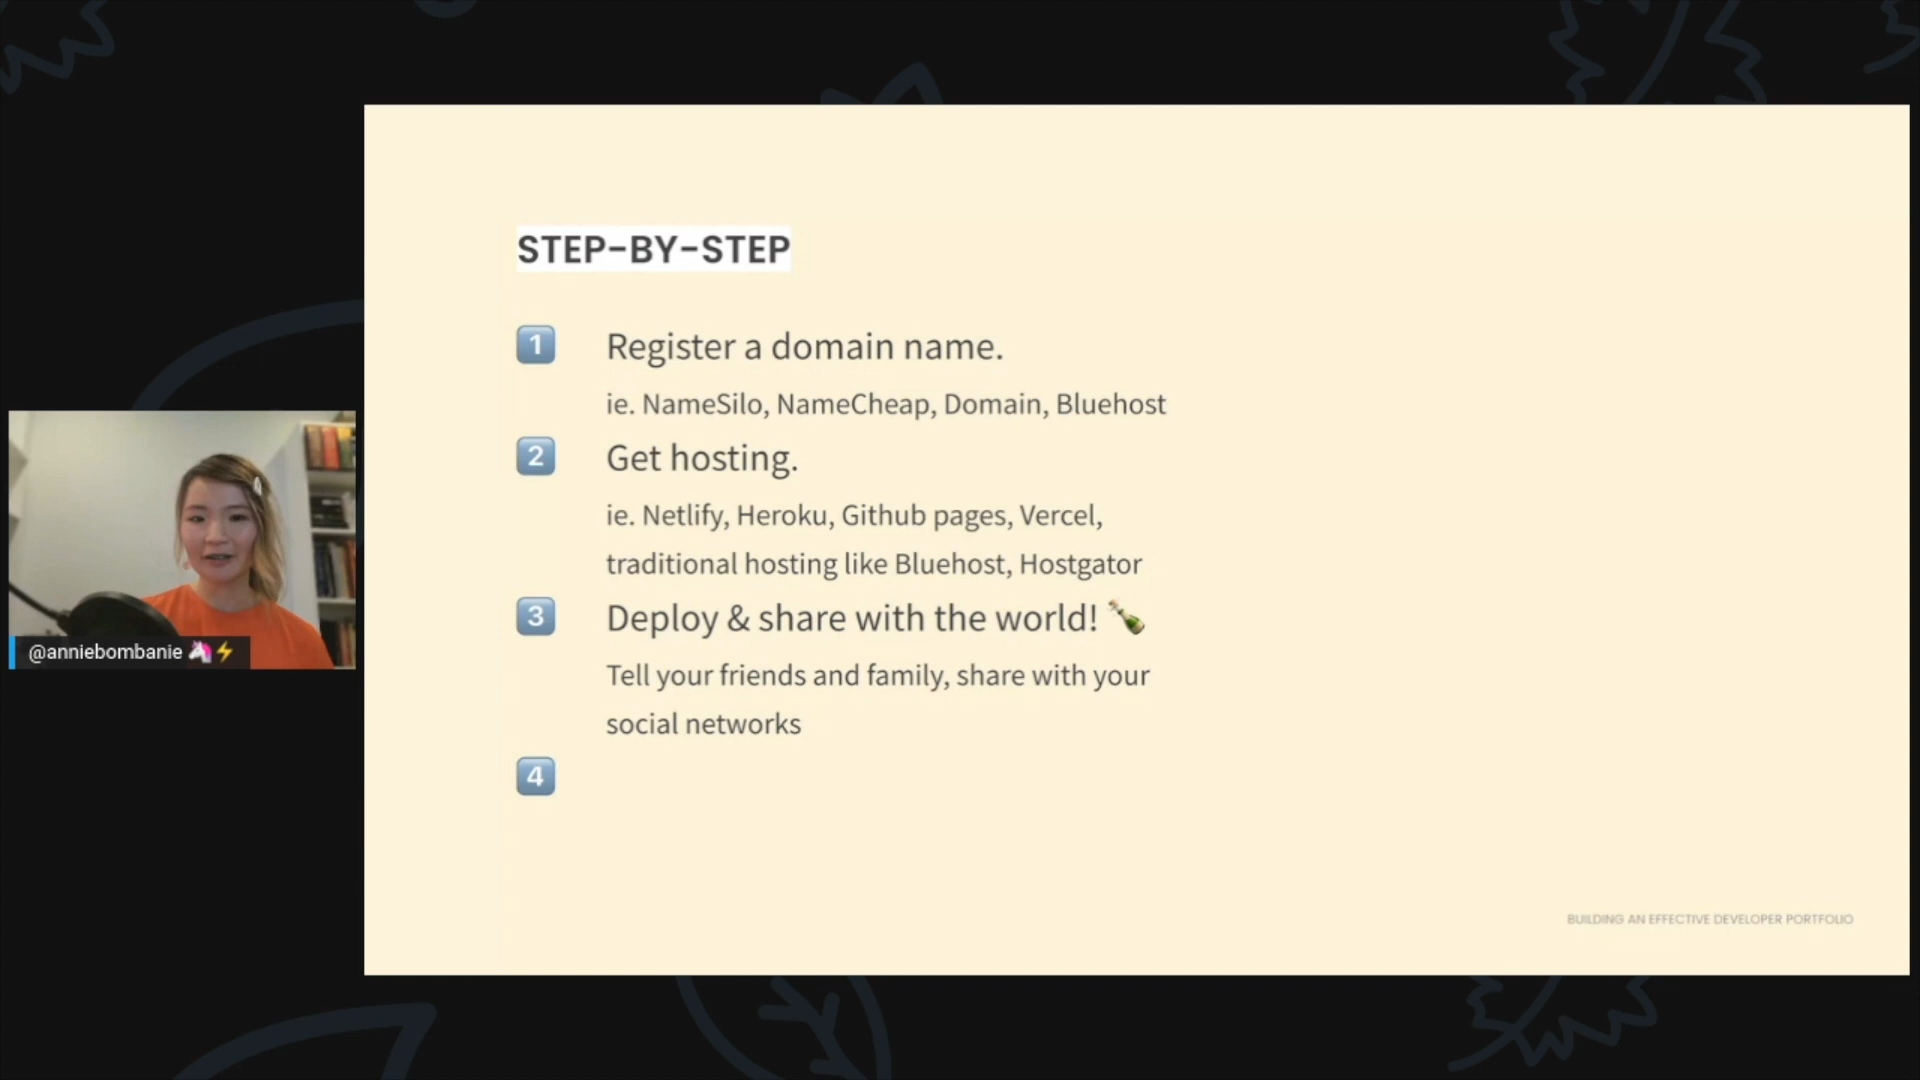 STEP-BY-STEP
1 Register a domain name.
ie. NameSilo, NameCheap, Domain, Bluehost
2 Get hosting.
ie. Netlify, Heroku, Github pages, Vercel,
traditional hosting like Bluehost, Hostgator
3 Deploy & share with the world! 🍾
Tell your friends and family, share with your
social networks
4
@anniebombanie 🦄⚡
BUILDING AN EFFECTIVE DEVELOPER PORTFOLIO